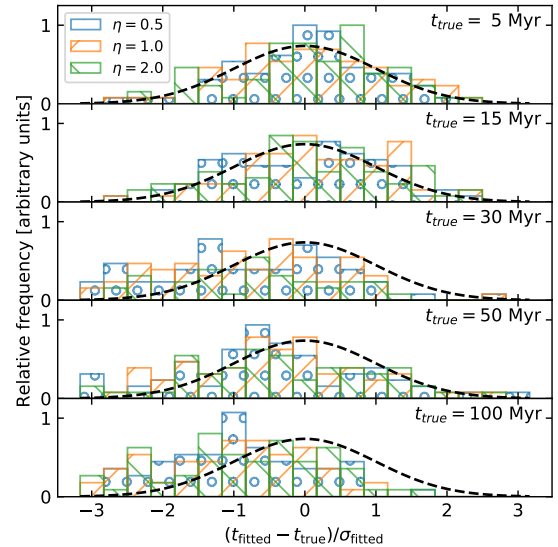 η = 0.5
η = 1.0
η = 2.0
t_true = 5 Myr
1
0
t_true = 15 Myr
1
0
t_true = 30 Myr
1
0
t_true = 50 Myr
1
0
t_true = 100 Myr
1
0
Relative frequency [arbitrary units]
−3 −2 −1 0 1 2 3
(t_fitted − t_true)/σ_fitted